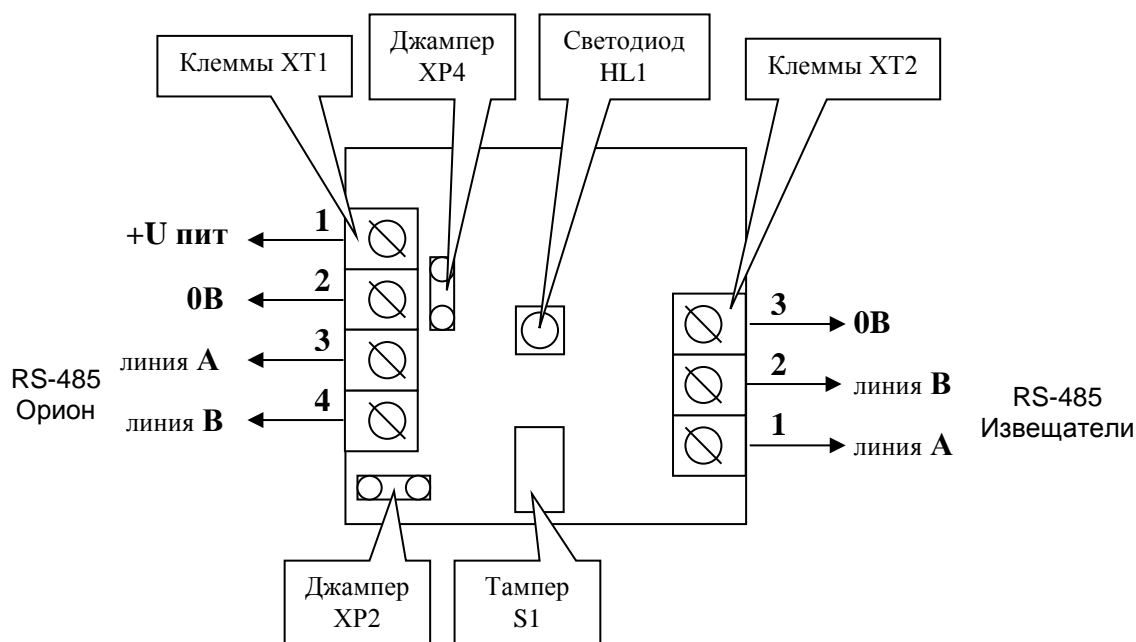 Клеммы XT1
Джампер
XP4
Светодиод
HL1
Клеммы XT2
+U пит
1
0В
2
линия A
3
линия B
4
RS-485
Орион
3
0В
2
линия B
1
линия A
RS-485
Извещатели
Джампер
XP2
Тампер
S1